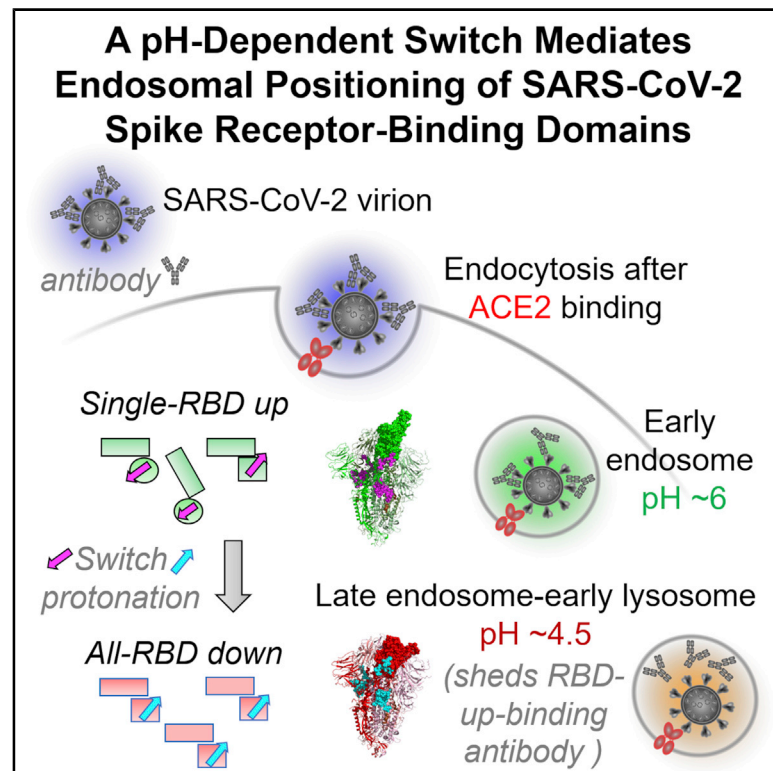 A pH-Dependent Switch Mediates
Endosomal Positioning of SARS-CoV-2
Spike Receptor-Binding Domains
SARS-CoV-2 virion
antibody
Endocytosis after
ACE2 binding
Single-RBD up
Early
endosome
pH ~6
Switch
protonation
Late endosome-early lysosome
pH ~4.5
(sheds RBD-
up-binding
antibody )
All-RBD down